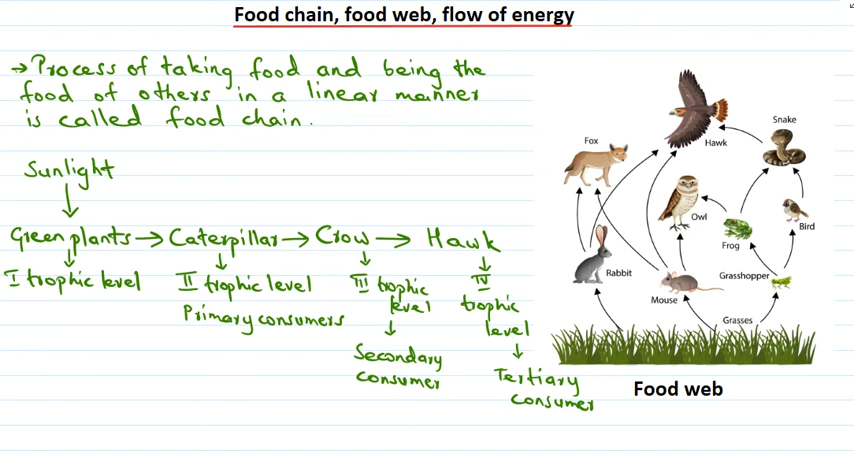 Food chain, food web, flow of energy
→ Process of taking food and being the
food of others in a linear manner
is called food chain.
Sunlight
Green plants → Caterpillar → Crow → Hawk
I trophic level
II trophic level
Primary consumers
III trophic
level
Secondary
consumer
IV
trophic
level
Tertiary
consumer
Fox
Hawk
Snake
Owl
Bird
Frog
Rabbit
Mouse
Grasshopper
Grasses
Food web